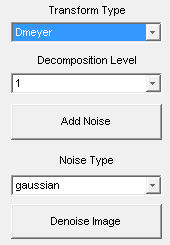 Transform Type
Dmeyer
Decomposition Level
1
Add Noise
Noise Type
gaussian
Denoise Image